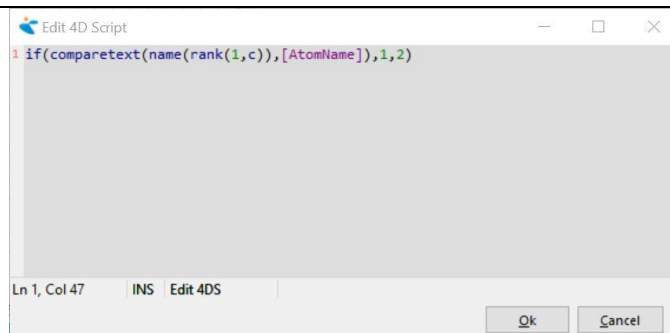 Edit 4D Script
1 if(comparetext(name(rank(1,c)),[AtomName]),1,2)
Ln 1, Col 47 INS Edit 4DS
Ok Cancel